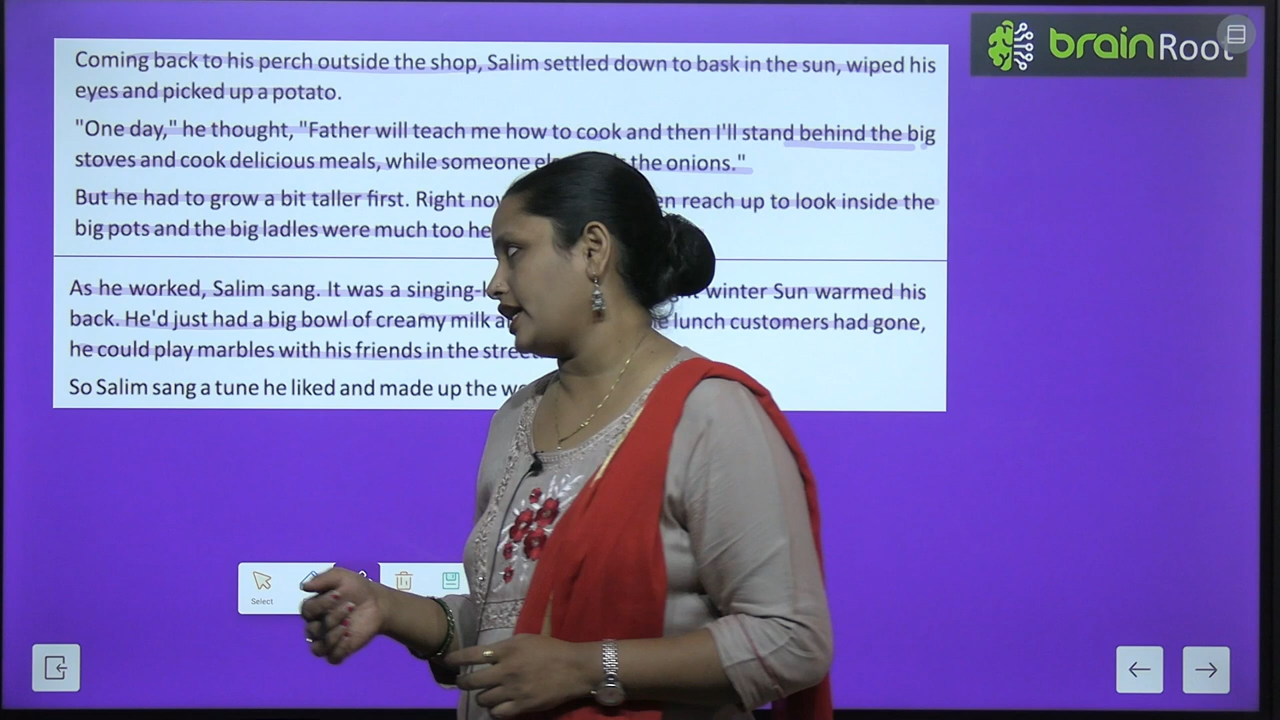 brainRoot
Coming back to his perch outside the shop, Salim settled down to bask in the sun, wiped his
eyes and picked up a potato.
"One day," he thought, "Father will teach me how to cook and then I'll stand behind the big
stoves and cook delicious meals, while someone the onions."
But he had to grow a bit taller first. Right reach up to look inside the
big pots and the big ladles were much too
As he worked, Salim sang. It was a winter Sun warmed his
back. He'd just had a big bowl of creamy milk lunch customers had gone,
he could play marbles with his friends in the
So Salim sang a tune he liked and made up the
Select